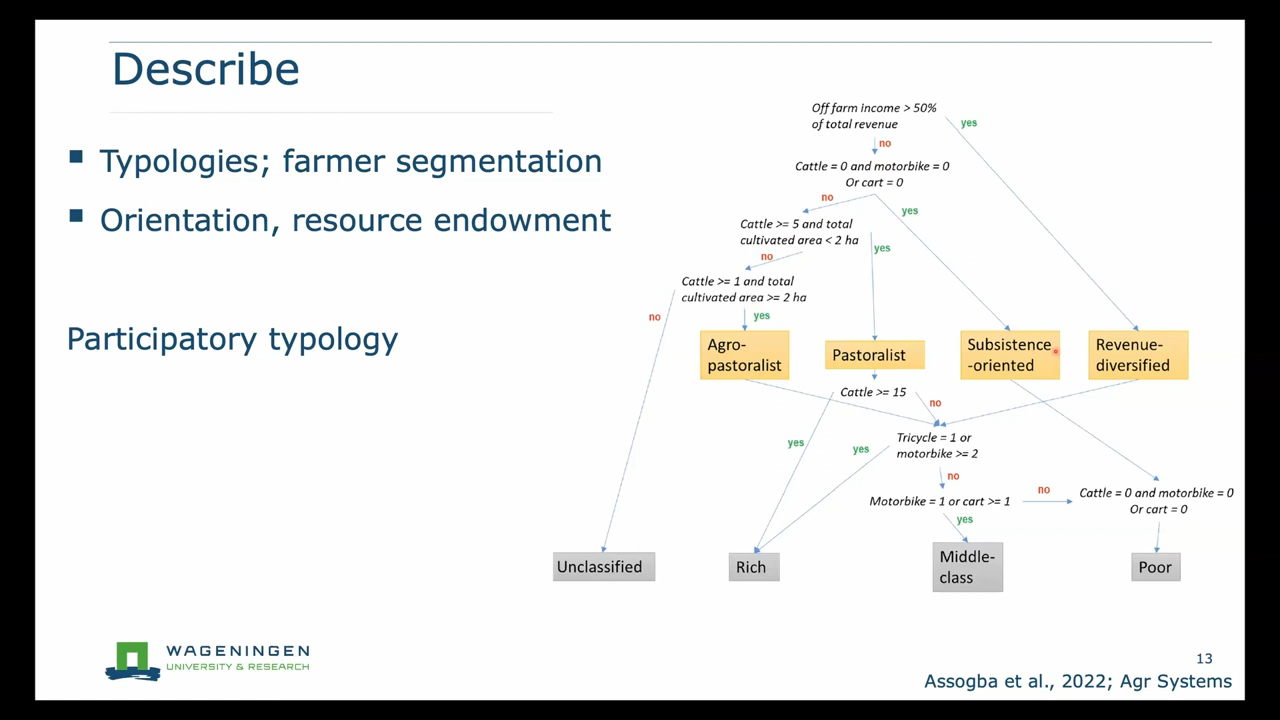 Describe
Typologies; farmer segmentation
Orientation, resource endowment
Participatory typology
Off farm income > 50%
of total revenue
yes
no
Cattle = 0 and motorbike = 0
Or cart = 0
no
yes
Cattle >= 5 and total
cultivated area < 2 ha
yes
no
Cattle >= 1 and total
cultivated area >= 2 ha
no
yes
Agro-
pastoralist
Pastoralist
Subsistence
-oriented
Revenue-
diversified
Cattle >= 15
no
yes
yes
Tricycle = 1 or
motorbike >= 2
no
Motorbike = 1 or cart >= 1
no
Cattle = 0 and motorbike = 0
Or cart = 0
yes
Unclassified
Rich
Middle-
class
Poor
WAGENINGEN
UNIVERSITY & RESEARCH
13
Assogba et al., 2022; Agr Systems